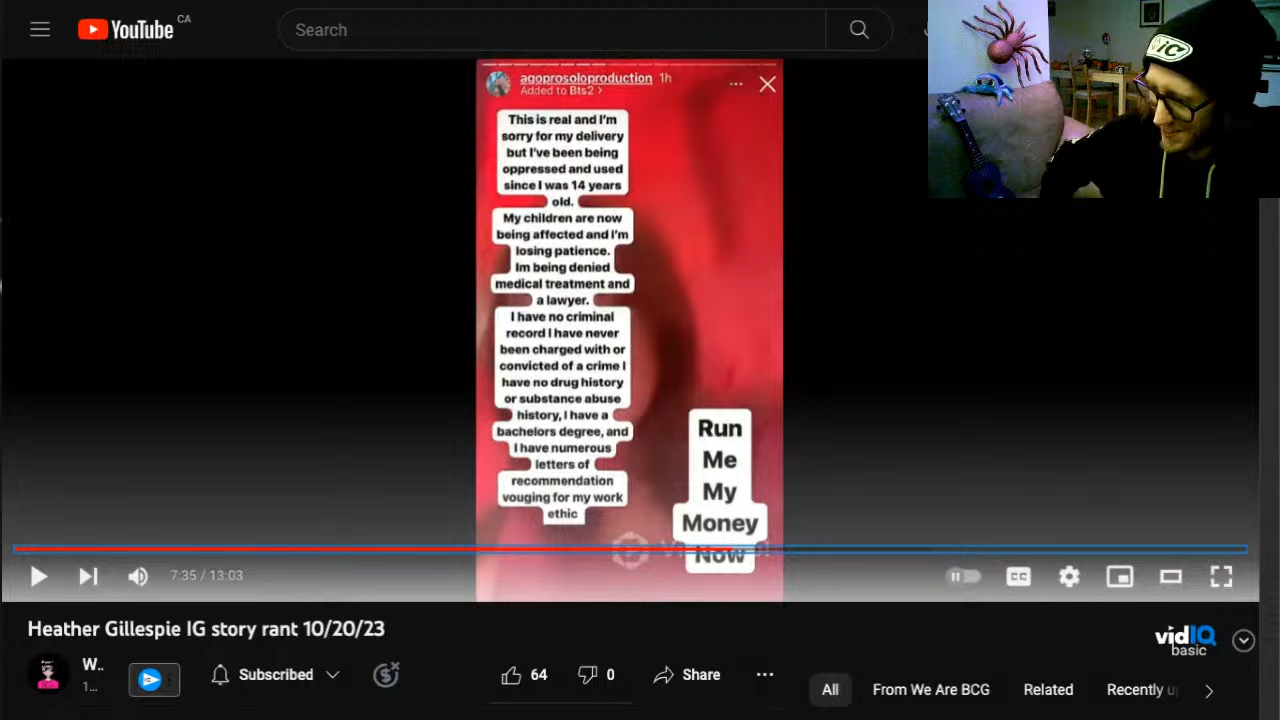 YouTube CA
Search
BIC
agoprosoloproduction 1h
Added to Bts2 >
This is real and I'm
sorry for my delivery
but I've been being
oppressed and used
since I was 14 years
old.
My children are now
being affected and I'm
losing patience.
Im being denied
medical treatment and
a lawyer.
I have no criminal
record I have never
been charged with or
convicted of a crime I
have no drug history
or substance abuse
history, I have a
bachelors degree, and
I have numerous
letters of
recommendation
vouging for my work
ethic
Run
Me
My
Money
Now
7:35 / 13:03
CC
Heather Gillespie IG story rant 10/20/23
vidIQ
basic
W..
1...
Subscribed
64
0
Share
All
From We Are BCG
Related
Recently u